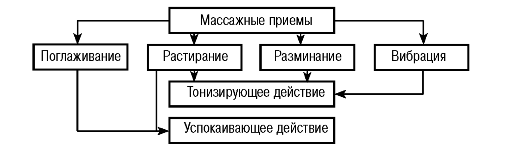 Массажные приемы
Поглаживание Растирание Разминание Вибрация
Тонизирующее действие
Успокаивающее действие